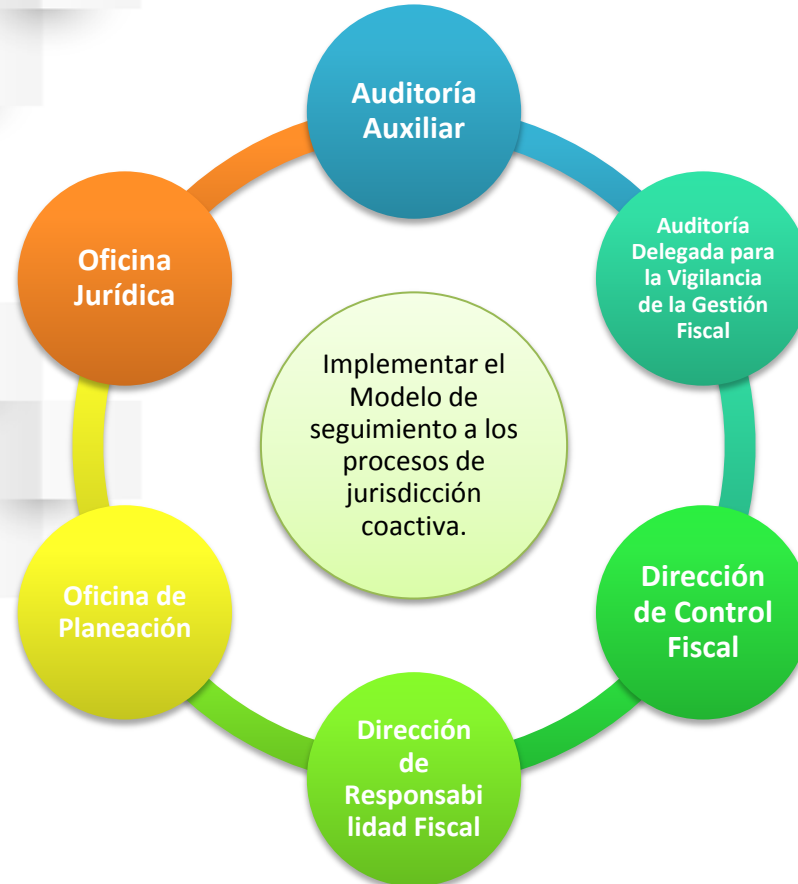 Auditoría
Auxiliar
Auditoría
Delegada para
la Vigilancia
de la Gestión
Fiscal
Dirección
de Control
Fiscal
Dirección
de
Responsabi
lidad Fiscal
Oficina de
Planeación
Oficina
Jurídica
Implementar el
Modelo de
seguimiento a los
procesos de
jurisdicción
coactiva.